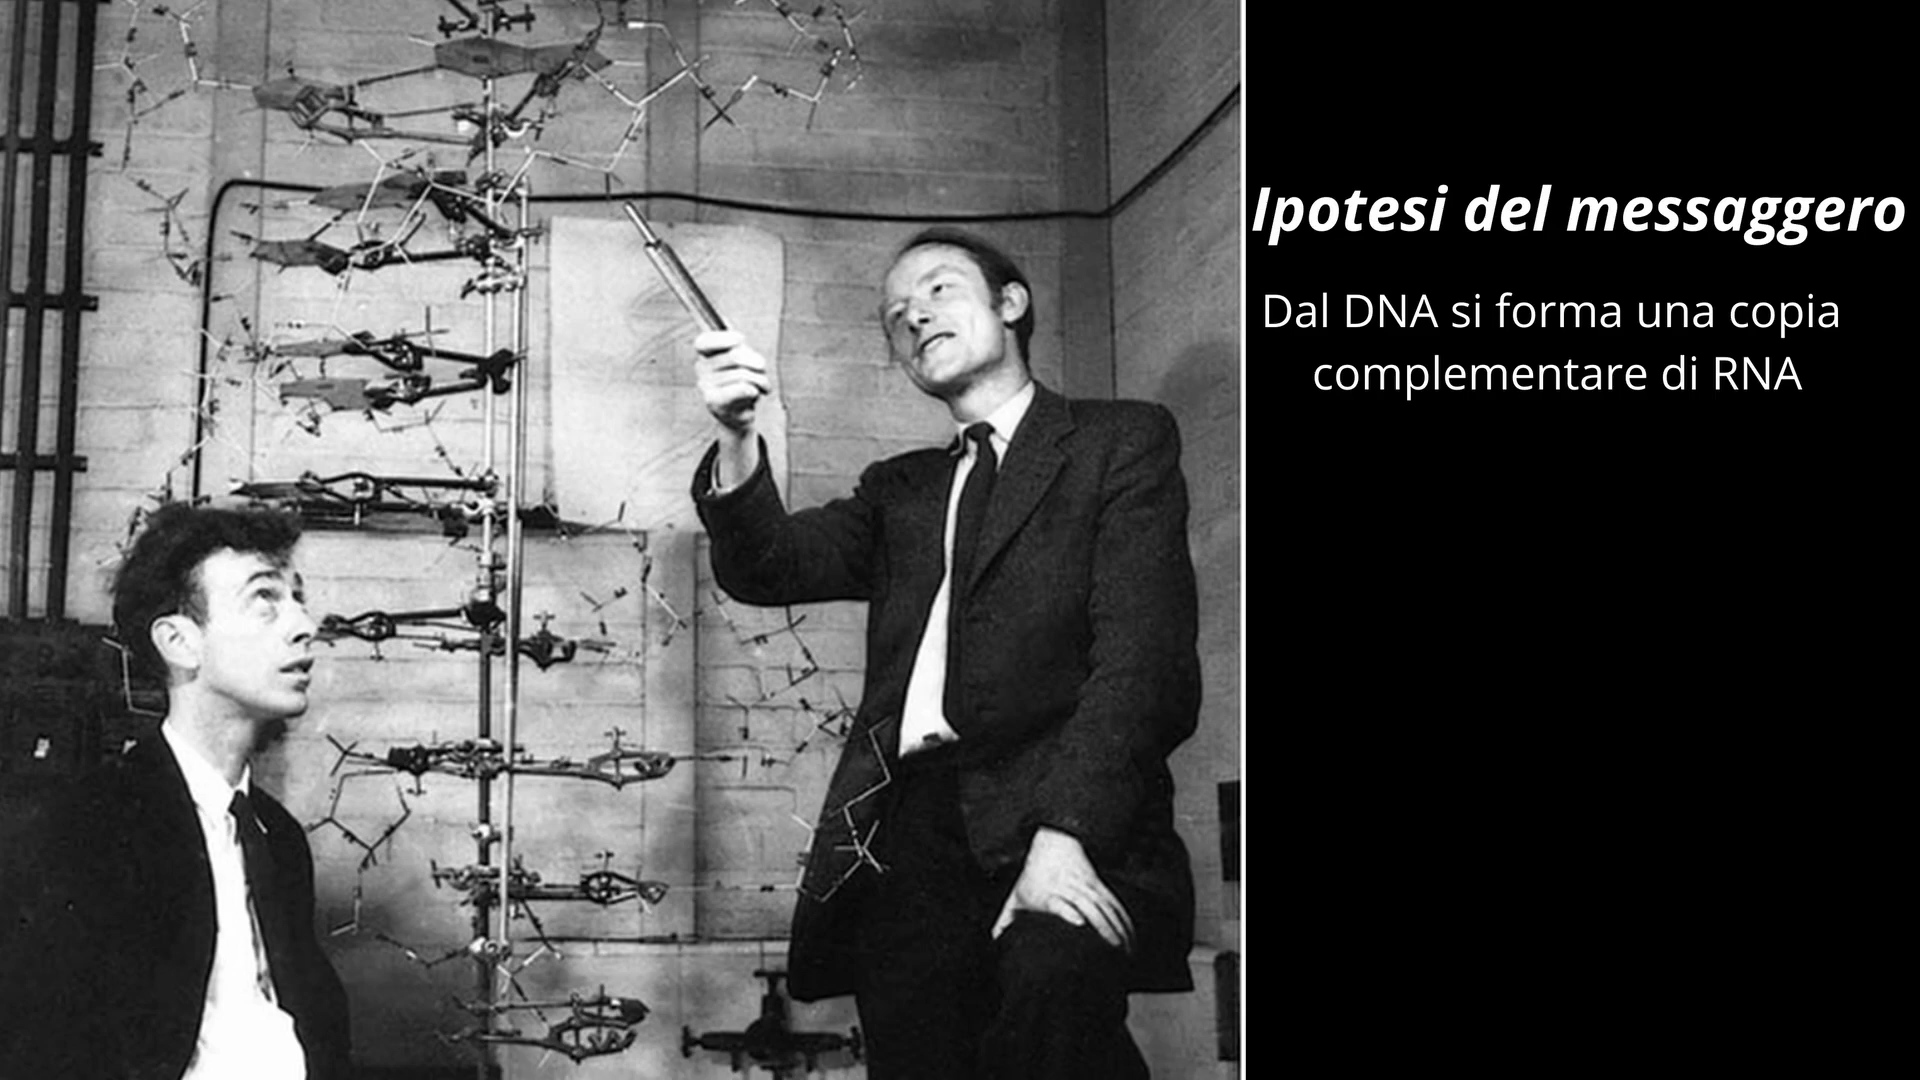 Ipotesi del messaggero
Dal DNA si forma una copia
complementare di RNA